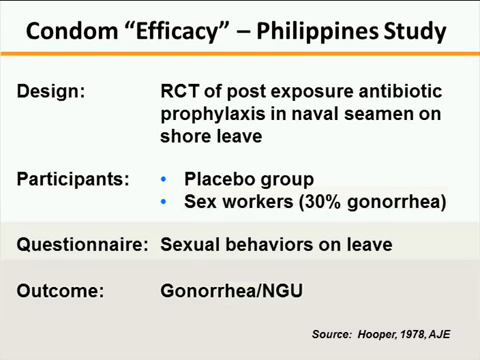 Condom “Efficacy” – Philippines Study
Design: RCT of post exposure antibiotic
prophylaxis in naval seamen on
shore leave
Participants: • Placebo group
• Sex workers (30% gonorrhea)
Questionnaire: Sexual behaviors on leave
Outcome: Gonorrhea/NGU
Source: Hooper, 1978, AJE